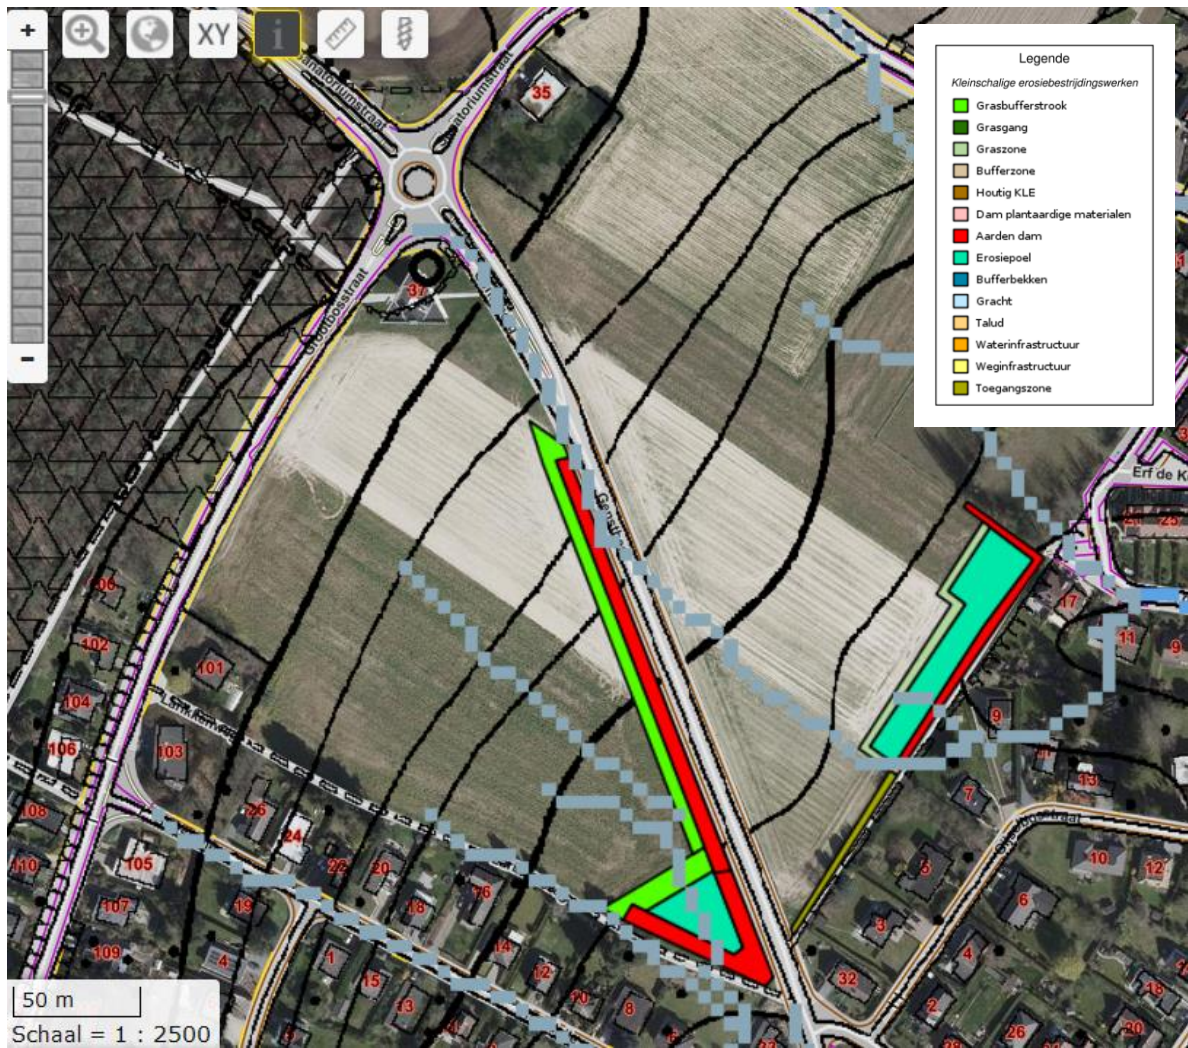 +
XY
i
−
Legende
Kleinschalige erosiebestrijdingswerken
Grasbufferstrook
Grasgang
Graszone
Bufferzone
Houtig KLE
Dam plantaardige materialen
Aarden dam
Erosiepoel
Bufferbekken
Gracht
Talud
Waterinfrastructuur
Weginfrastructuur
Toegangszone
35
37
Grootbosstraat
Erf de K
25
17
11
9
101
102
104
106
103
108
110
105
107
109
26
24
22
20
18
16
14
12
10
8
19
4
1
15
13
9
13
7
5
3
32
10
12
6
4
2
26
20
18
50 m
Schaal = 1 : 2500